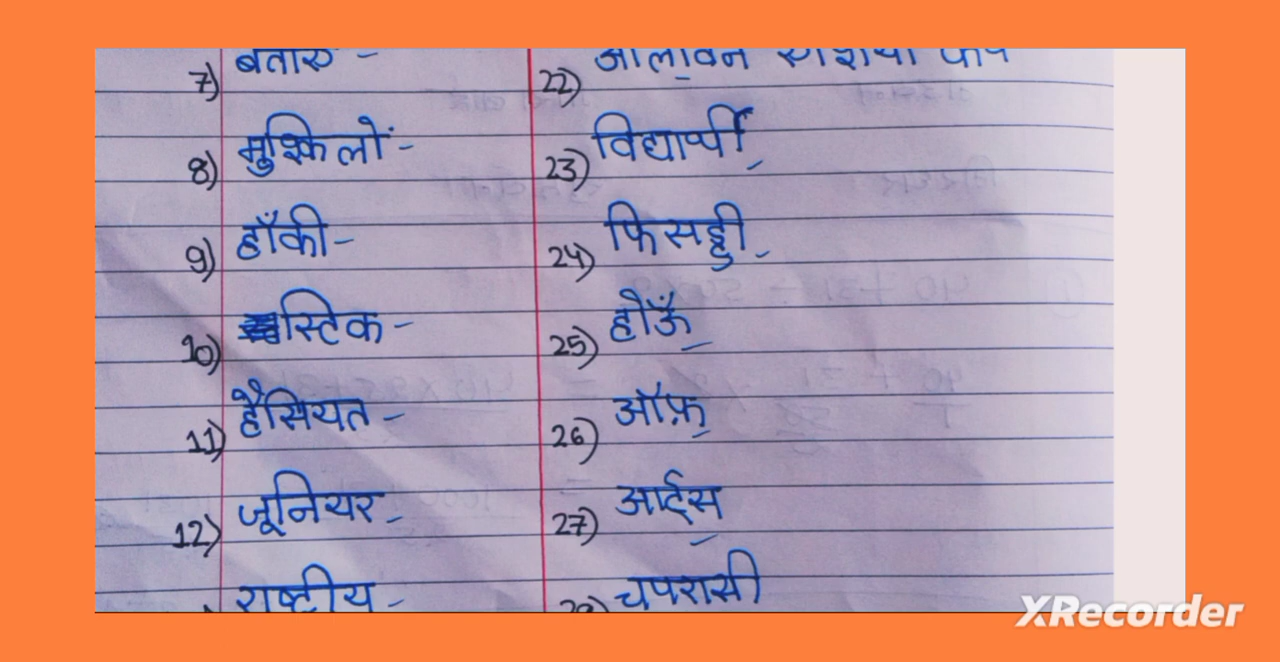 7) बतौर -
8) मुश्किलों -
9) हॉकी -
10) स्टिक -
11) हैसियत -
12) जूनियर -
राष्ट्रीय -
22)
23) विद्यार्थी -
24) फिसड्डी -
25) हौऊँ -
26) ऑफ़ -
27) आईस -
चपरासी
XRecorder